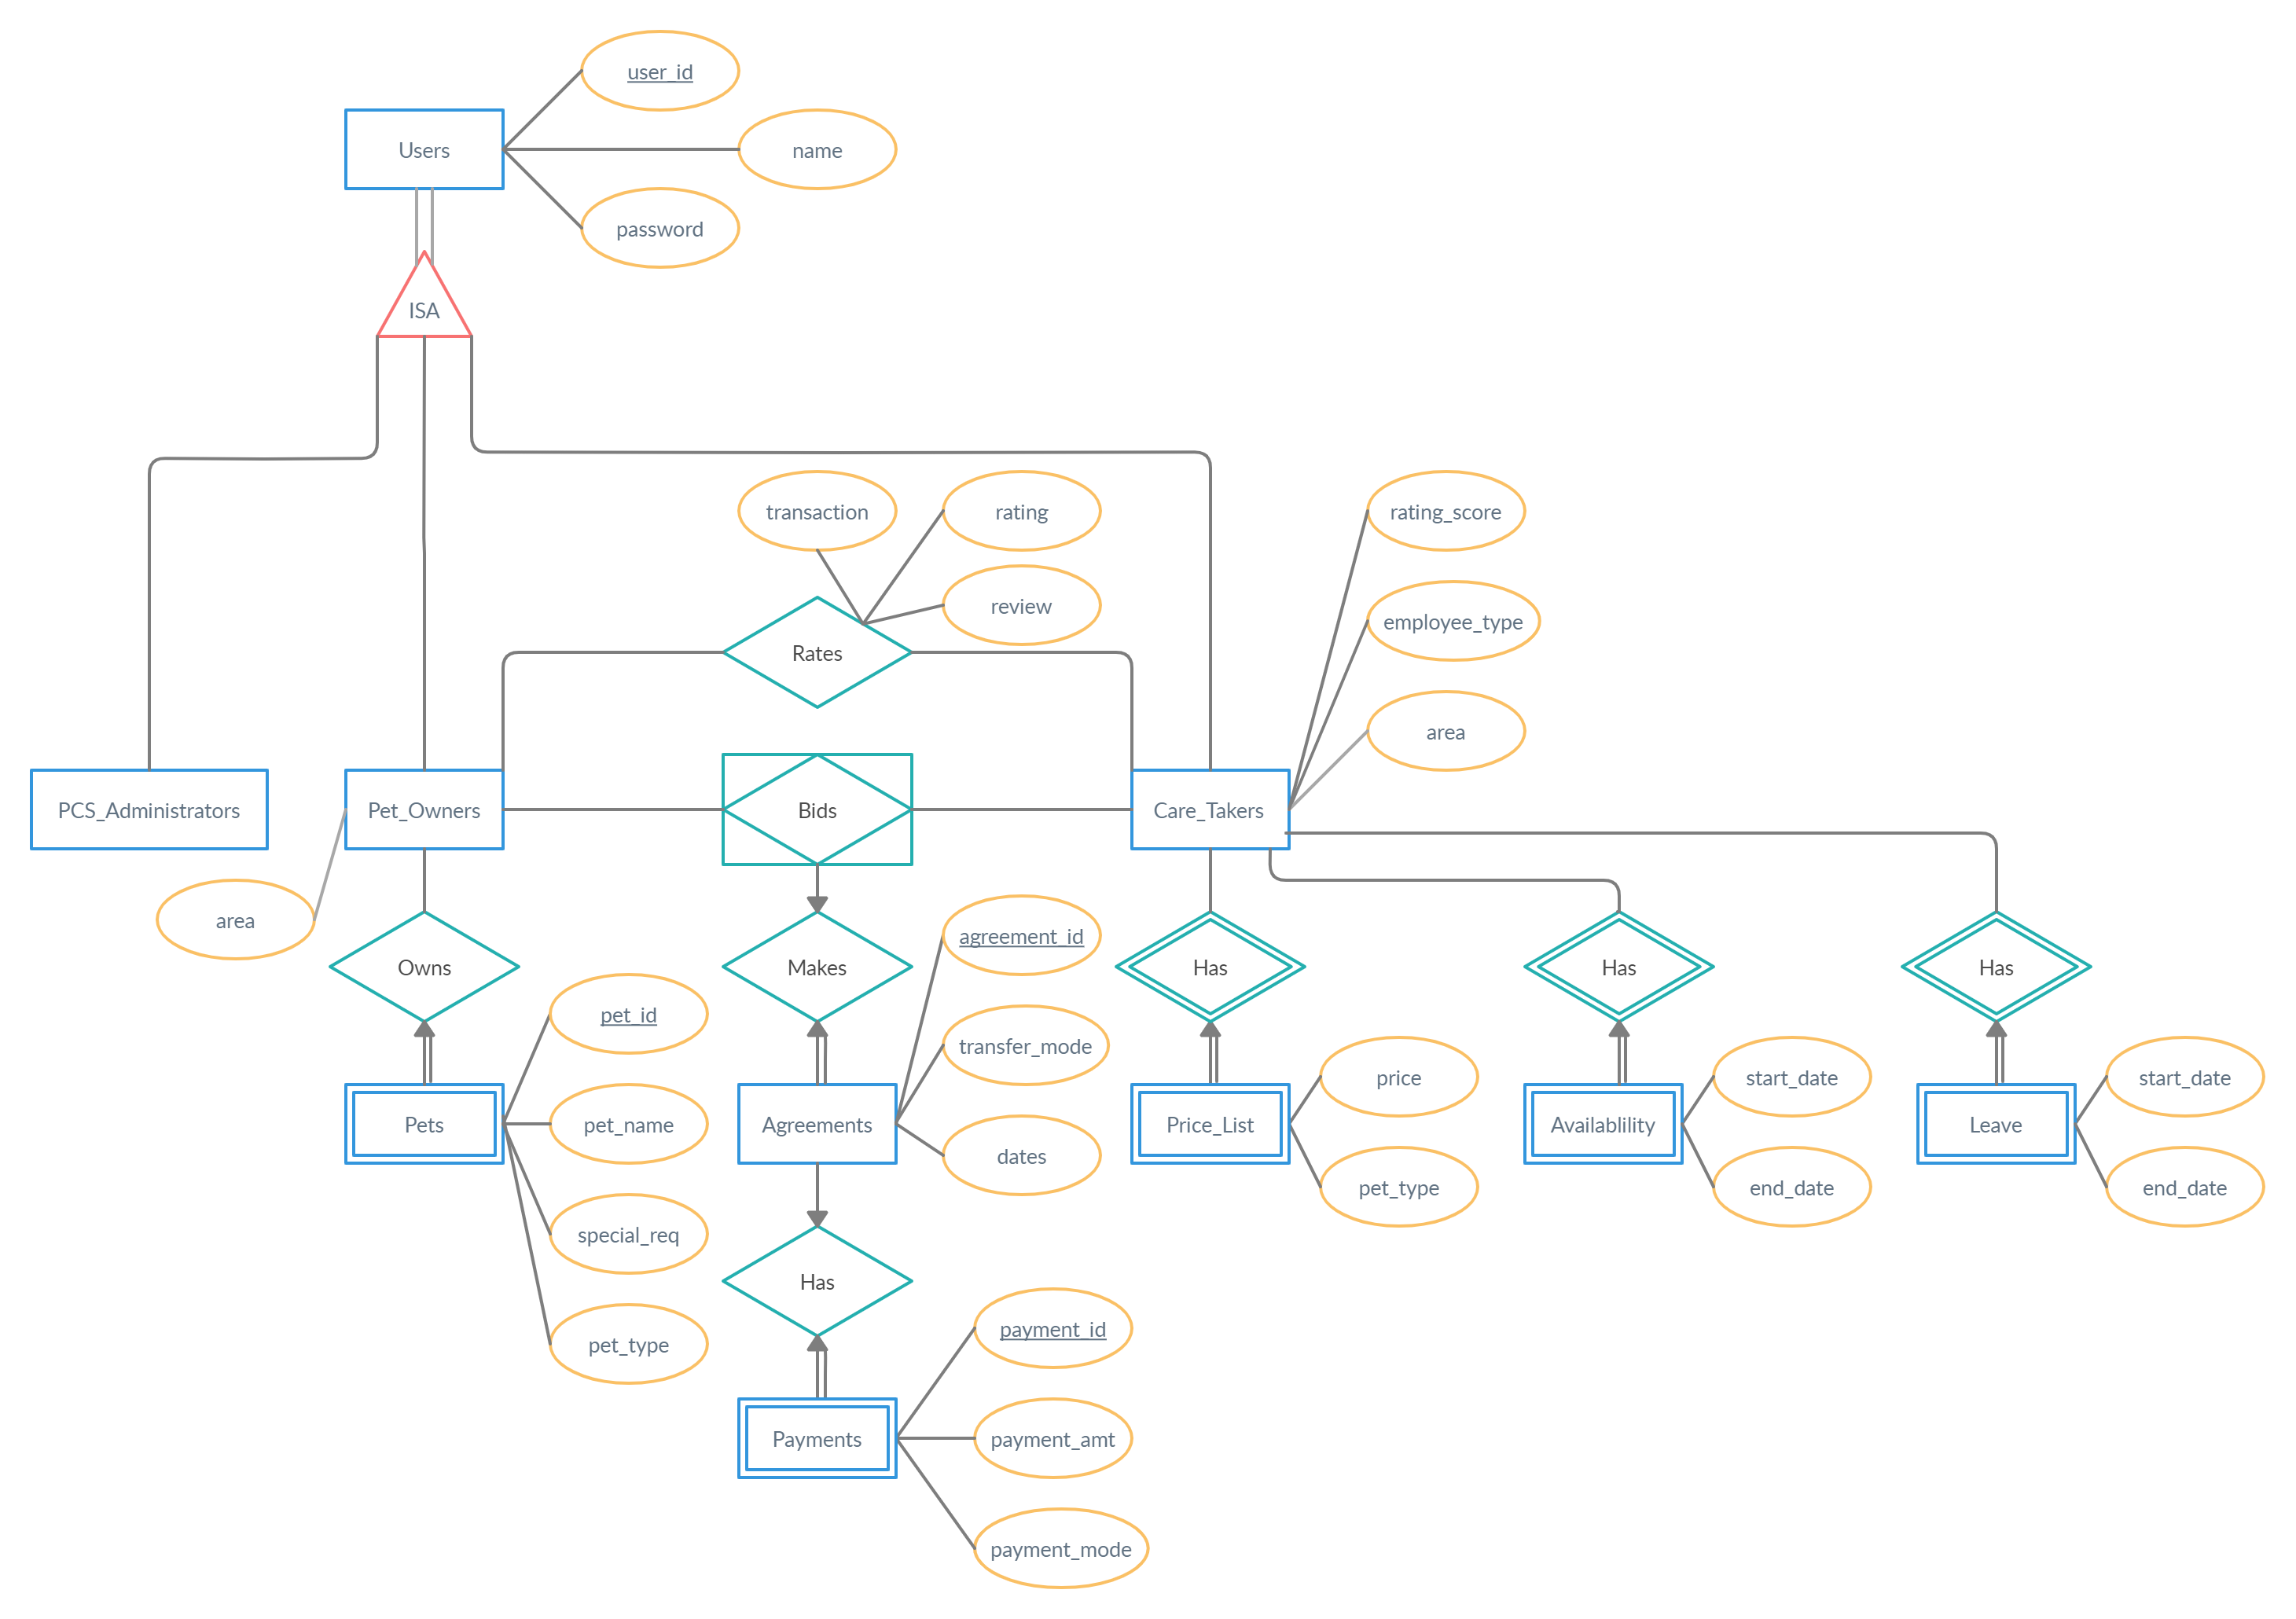 user_id
Users
name
password
ISA
transaction
rating
rating_score
review
employee_type
Rates
area
PCS_Administrators
Pet_Owners
Bids
Care_Takers
area
agreement_id
Owns
Makes
Has
Has
Has
pet_id
transfer_mode
price
start_date
start_date
Pets
pet_name
Agreements
Price_List
Availablility
Leave
dates
pet_type
end_date
end_date
special_req
Has
payment_id
pet_type
Payments
payment_amt
payment_mode